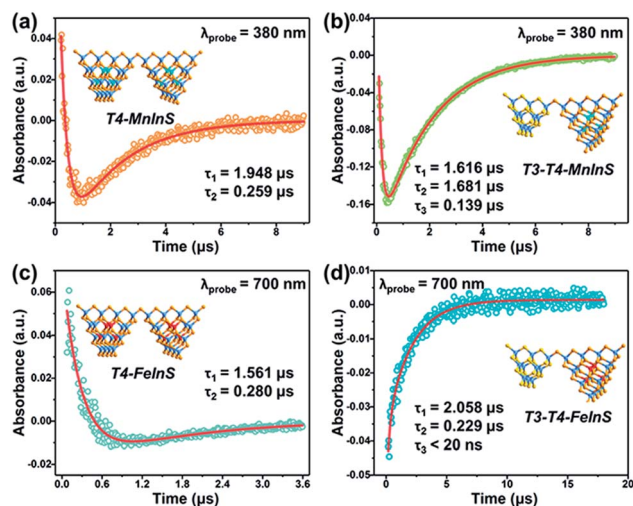 (a)
λprobe = 380 nm
Absorbance (a.u.)
0.04
0.02
0.00
-0.02
-0.04
T4-MnInS
τ1 = 1.948 μs
τ2 = 0.259 μs
0
2
4
6
8
Time (μs)
(b)
λprobe = 380 nm
Absorbance (a.u.)
0.04
0.00
-0.04
-0.08
-0.12
-0.16
T3-T4-MnInS
τ1 = 1.616 μs
τ2 = 1.681 μs
τ3 = 0.139 μs
0
2
4
6
8
10
Time (μs)
(c)
λprobe = 700 nm
Absorbance (a.u.)
0.06
0.04
0.02
0.00
-0.02
T4-FeInS
τ1 = 1.561 μs
τ2 = 0.280 μs
0.0
0.6
1.2
1.8
2.4
3.0
3.6
Time (μs)
(d)
λprobe = 700 nm
Absorbance (a.u.)
0.005
0.00
-0.01
-0.02
-0.03
-0.04
-0.05
T3-T4-FeInS
τ1 = 2.058 μs
τ2 = 0.229 μs
τ3 < 20 ns
0
5
10
15
20
Time (μs)